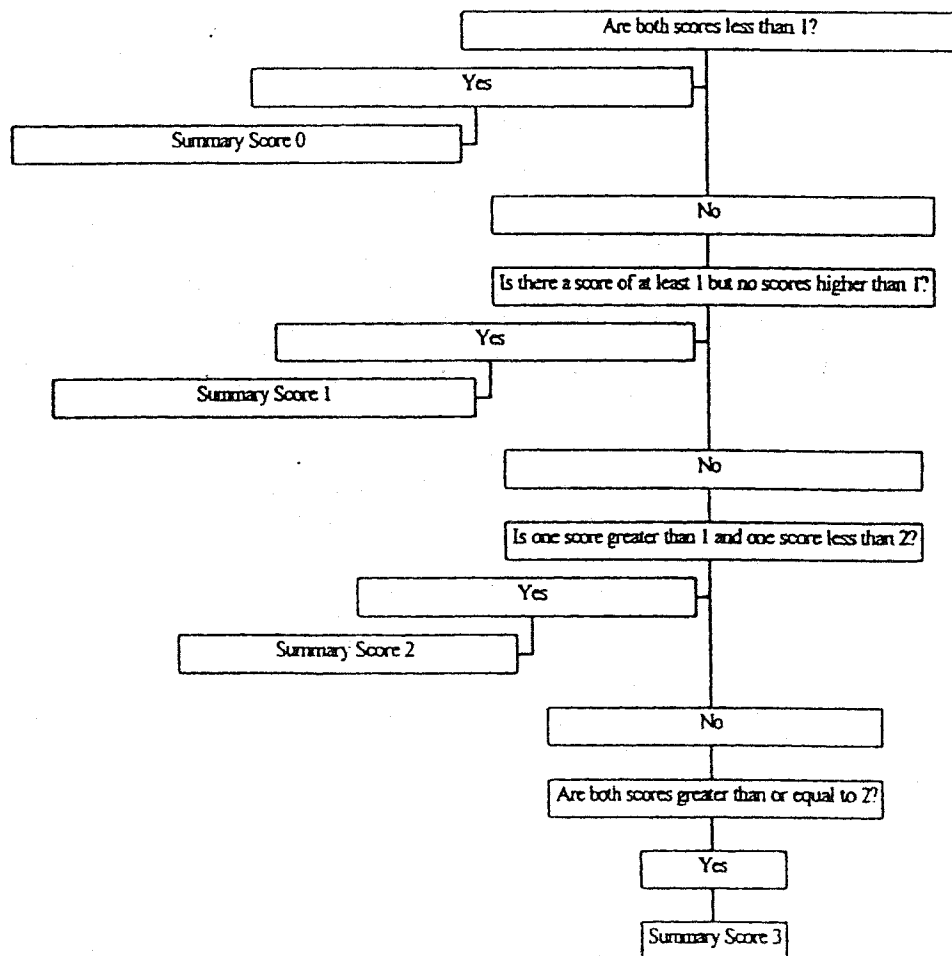 Are both scores less than 1?
Yes
Summary Score 0
No
Is there a score of at least 1 but no scores higher than 1?
Yes
Summary Score 1
No
Is one score greater than 1 and one score less than 2?
Yes
Summary Score 2
No
Are both scores greater than or equal to 2?
Yes
Summary Score 3